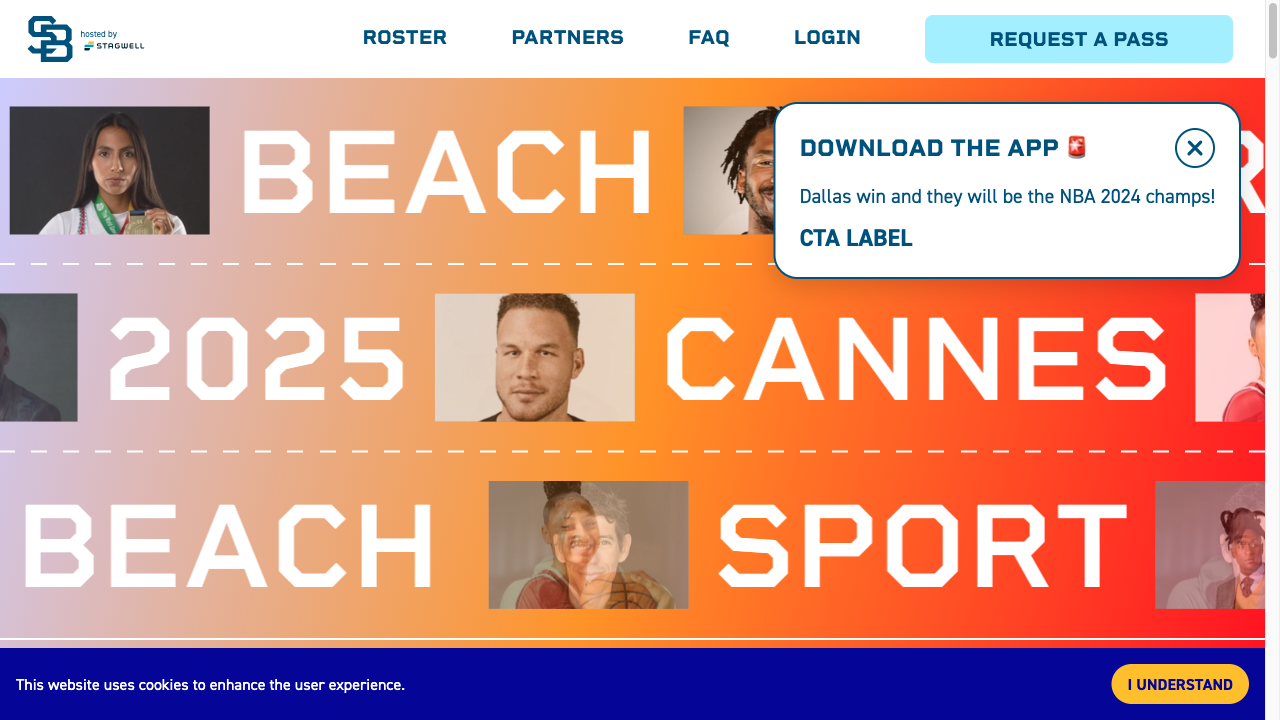 SB
hosted by
STAGWELL
ROSTER
PARTNERS
FAQ
LOGIN
REQUEST A PASS
BEACH
DOWNLOAD THE APP 🚨
Dallas win and they will be the NBA 2024 champs!
CTA LABEL
2025
CANNES
BEACH
SPORT
This website uses cookies to enhance the user experience.
I UNDERSTAND